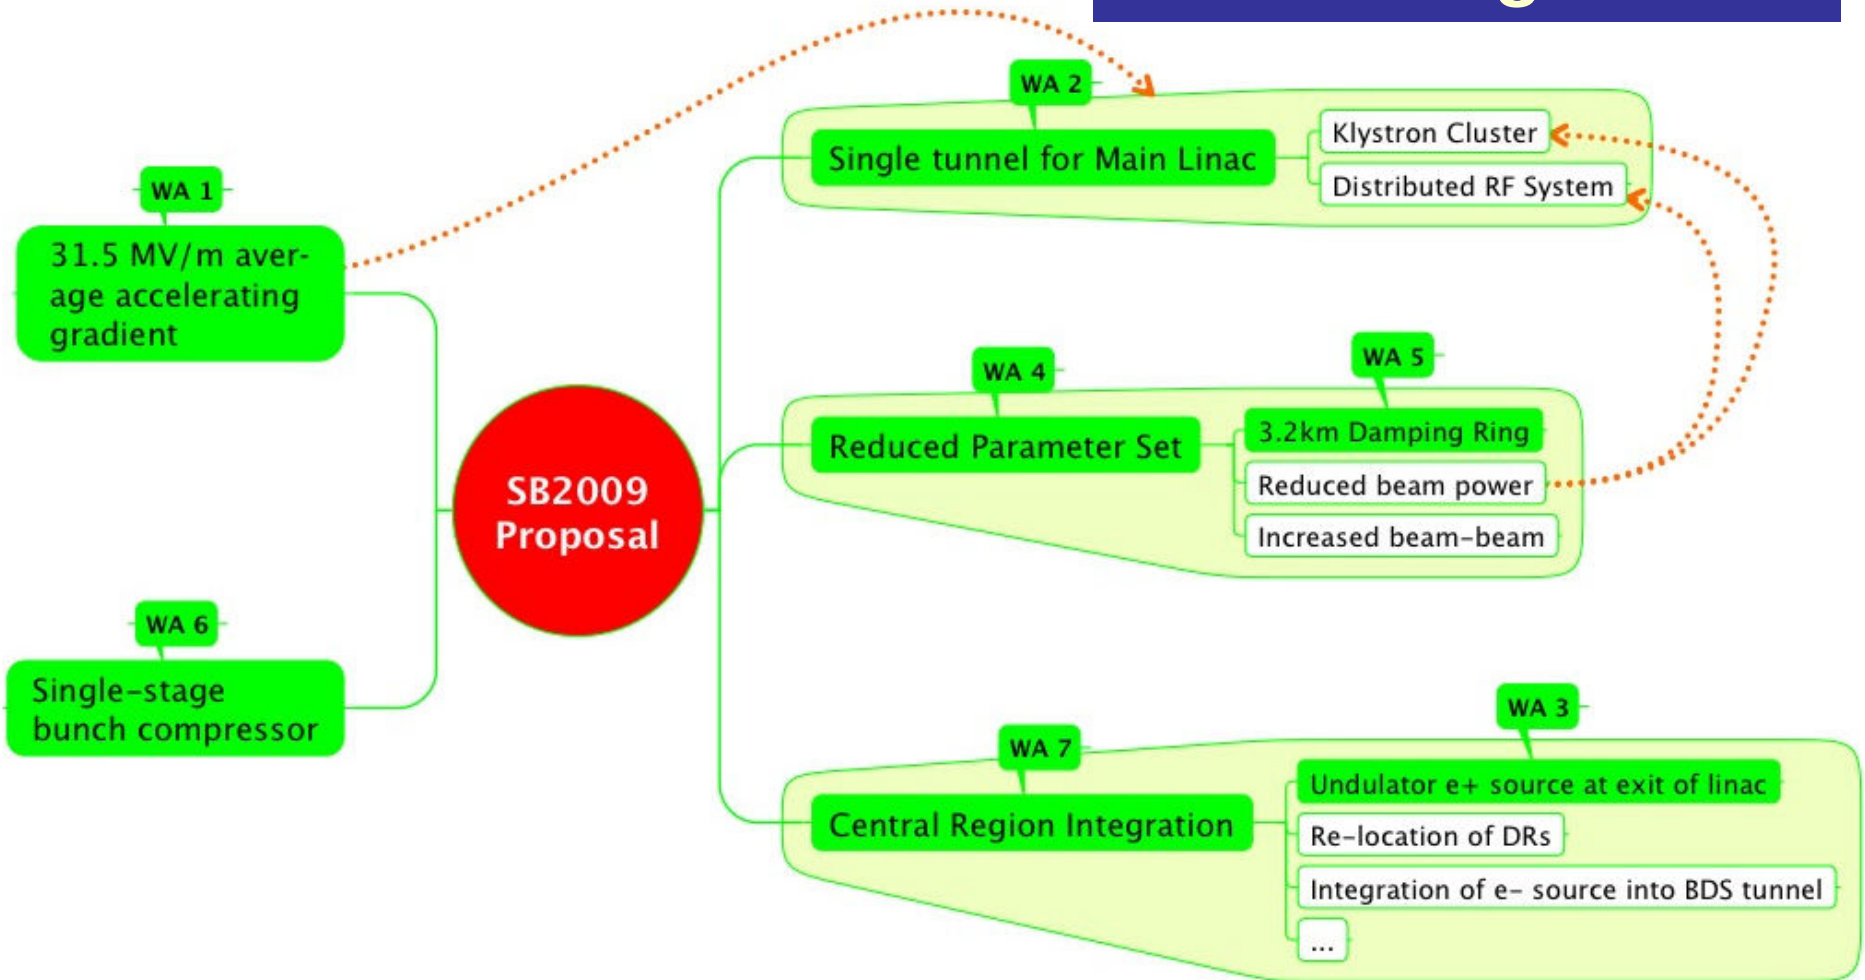 WA 2
Single tunnel for Main Linac
Klystron Cluster
Distributed RF System
WA 1
31.5 MV/m aver-
age accelerating
gradient
WA 4
WA 5
Reduced Parameter Set
3.2km Damping Ring
Reduced beam power
Increased beam-beam
SB2009
Proposal
WA 6
Single-stage
bunch compressor
WA 7
WA 3
Central Region Integration
Undulator e+ source at exit of linac
Re-location of DRs
Integration of e- source into BDS tunnel
...